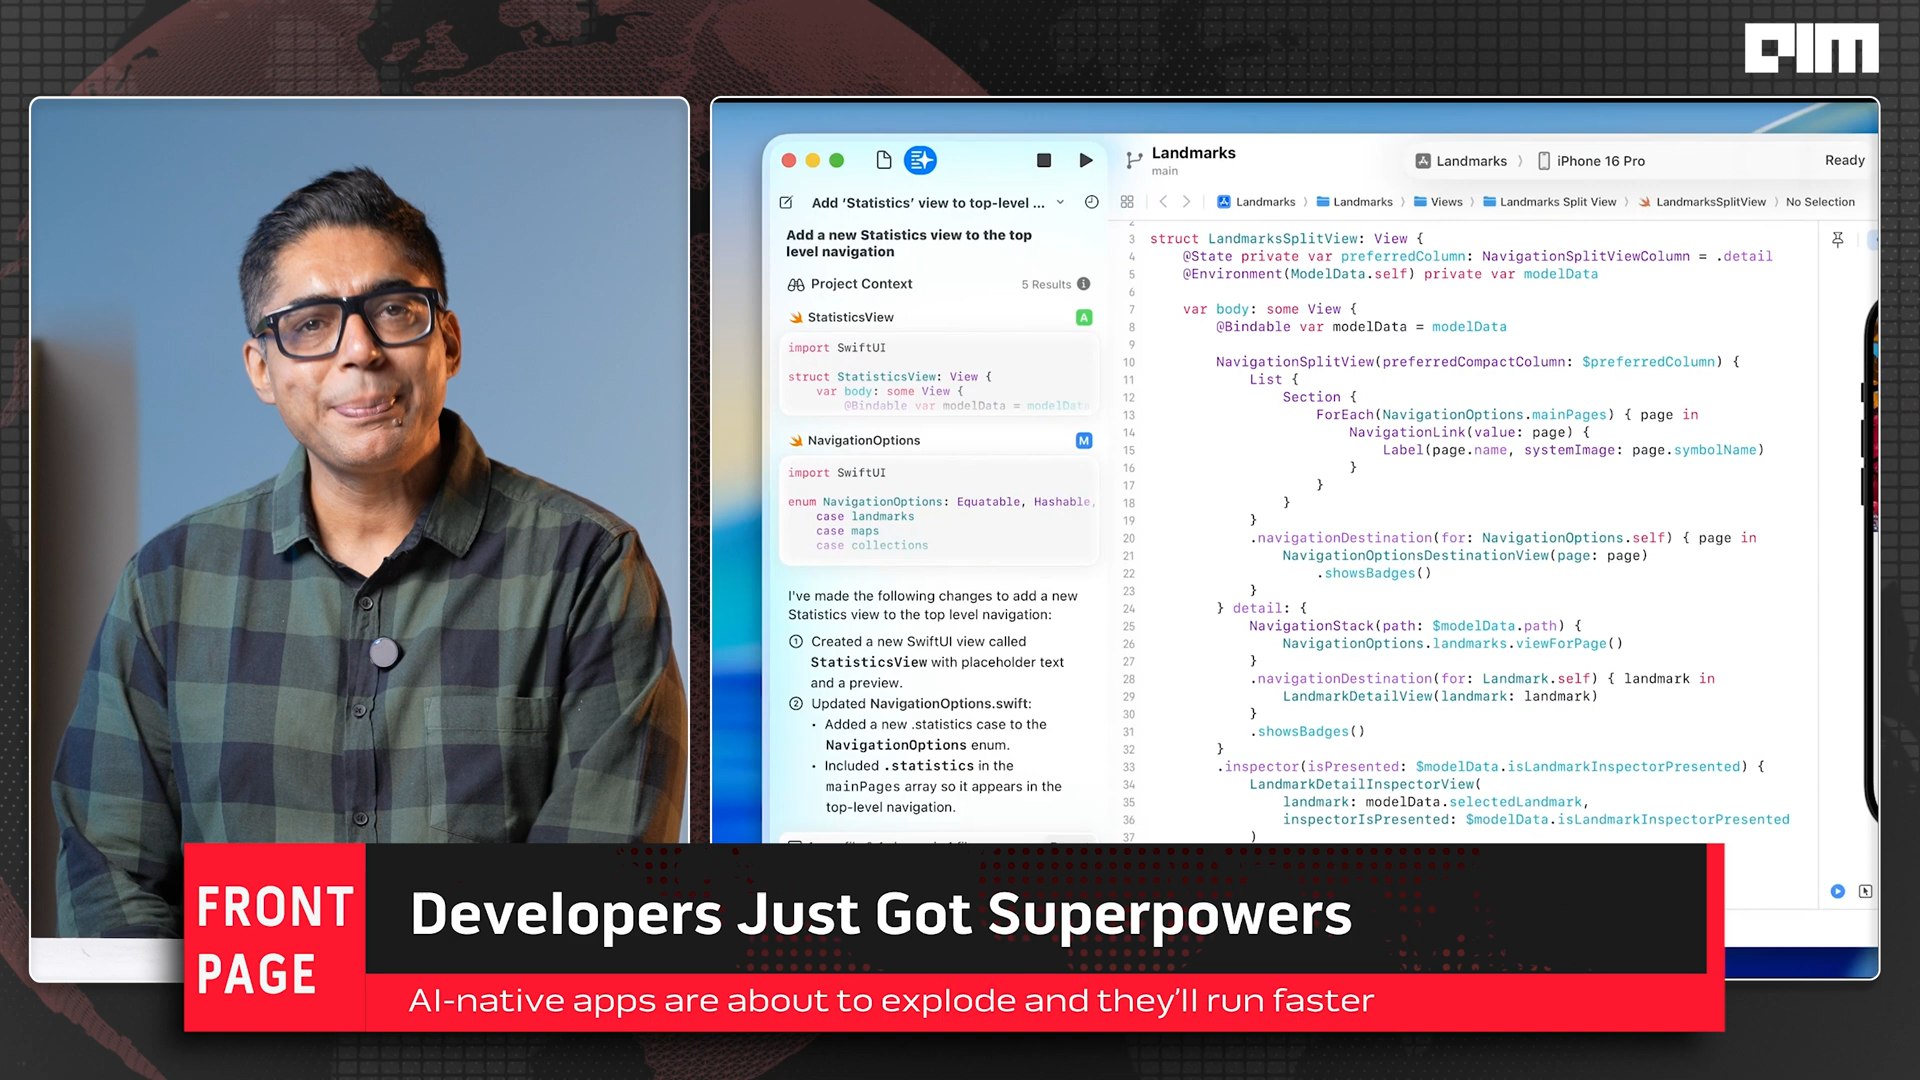 AIM
Landmarks
main
Landmarks 〉 iPhone 16 Pro
Ready
Add ‘Statistics’ view to top-level ...
Landmarks 〉 Landmarks 〉 Views 〉 Landmarks Split View 〉 LandmarksSplitView 〉 No Selection
Add a new Statistics view to the top
level navigation
Project Context
5 Results
StatisticsView
A
import SwiftUI
struct StatisticsView: View {
var body: some View {
@Bindable var modelData = modelData
NavigationOptions
M
import SwiftUI
enum NavigationOptions: Equatable, Hashable,
case landmarks
case maps
case collections
I've made the following changes to add a new
Statistics view to the top level navigation:
1 Created a new SwiftUI view called
StatisticsView with placeholder text
and a preview.
2 Updated NavigationOptions.swift:
• Added a new .statistics case to the
NavigationOptions enum.
• Included .statistics in the
mainPages array so it appears in the
top-level navigation.
3 struct LandmarksSplitView: View {
4 @State private var preferredColumn: NavigationSplitViewColumn = .detail
5 @Environment(ModelData.self) private var modelData
6
7 var body: some View {
8 @Bindable var modelData = modelData
9
10 NavigationSplitView(preferredCompactColumn: $preferredColumn) {
11 List {
12 Section {
13 ForEach(NavigationOptions.mainPages) { page in
14 NavigationLink(value: page) {
15 Label(page.name, systemImage: page.symbolName)
16 }
17 }
18 }
19 }
20 .navigationDestination(for: NavigationOptions.self) { page in
21 NavigationOptionsDestinationView(page: page)
22 .showsBadges()
23 }
24 } detail: {
25 NavigationStack(path: $modelData.path) {
26 NavigationOptions.landmarks.viewForPage()
27 }
28 .navigationDestination(for: Landmark.self) { landmark in
29 LandmarkDetailView(landmark: landmark)
30 }
31 .showsBadges()
32 }
33 .inspector(isPresented: $modelData.isLandmarkInspectorPresented) {
34 LandmarkDetailInspectorView(
35 landmark: modelData.selectedLandmark,
36 inspectorIsPresented: $modelData.isLandmarkInspectorPresented
37 )
FRONT
PAGE
Developers Just Got Superpowers
AI-native apps are about to explode and they'll run faster